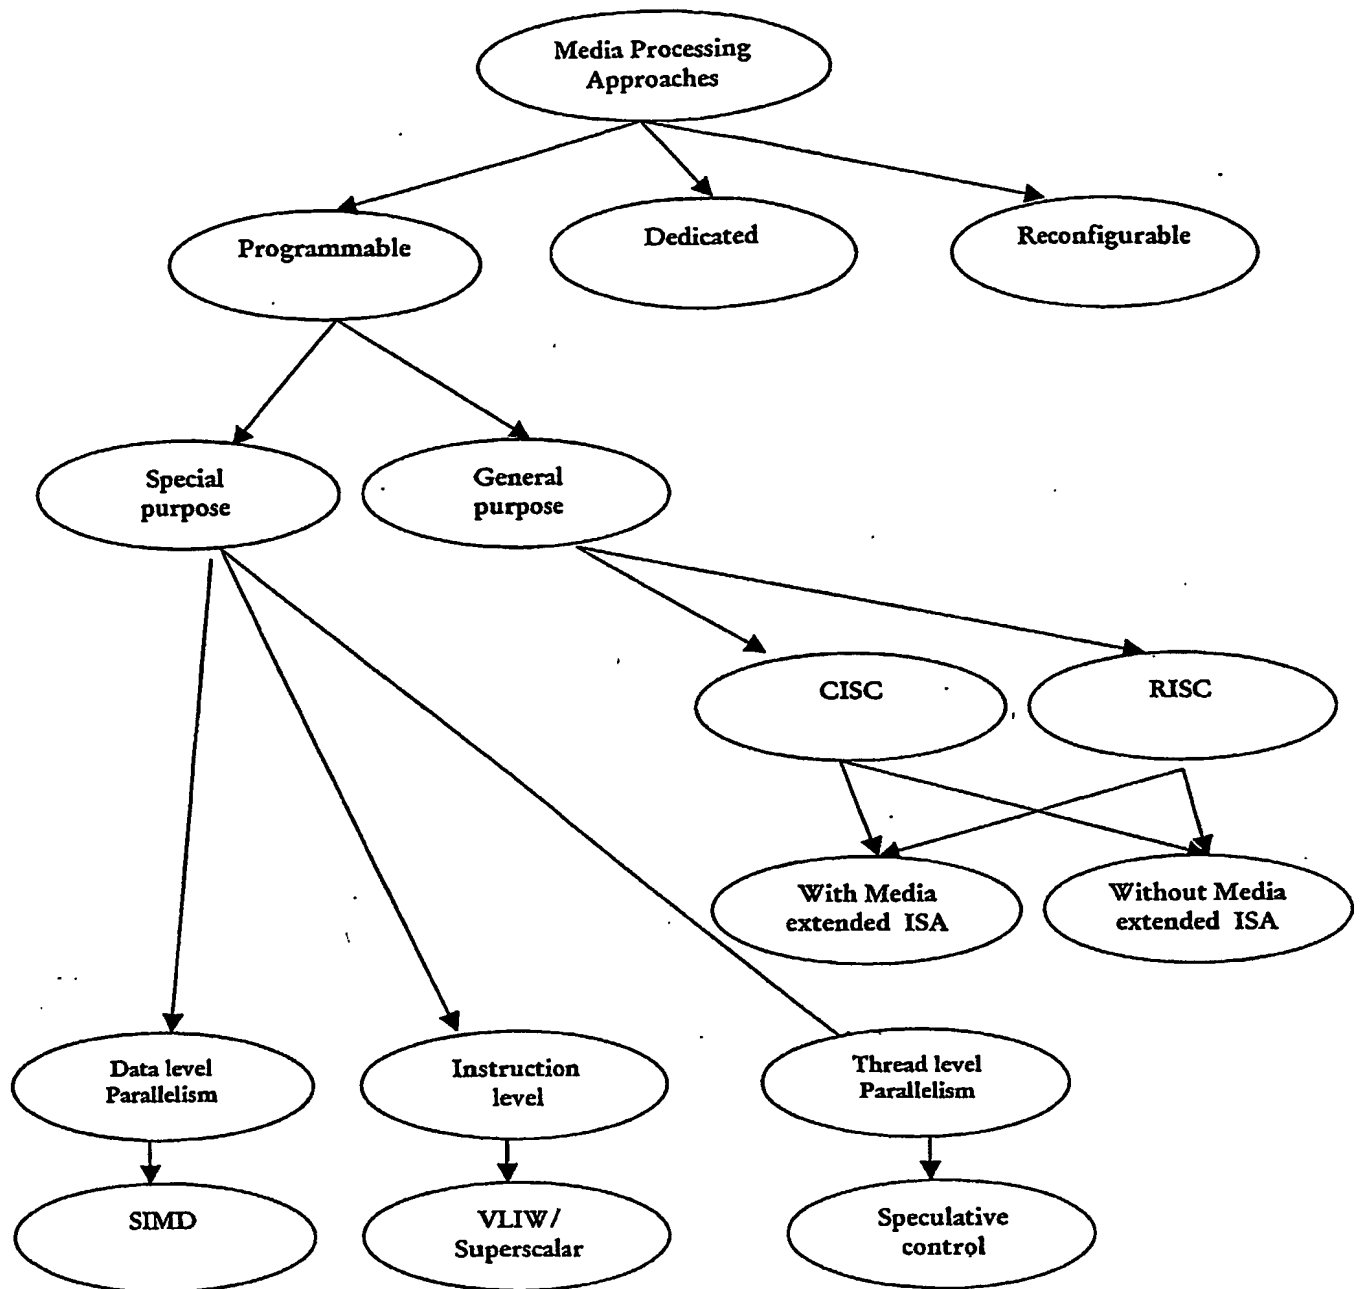 Media Processing
Approaches
Programmable
Dedicated
Reconfigurable
Special
purpose
General
purpose
CISC
RISC
With Media
extended ISA
Without Media
extended ISA
Data level
Parallelism
Instruction
level
Thread level
Parallelism
SIMD
VLIW/
Superscalar
Speculative
control